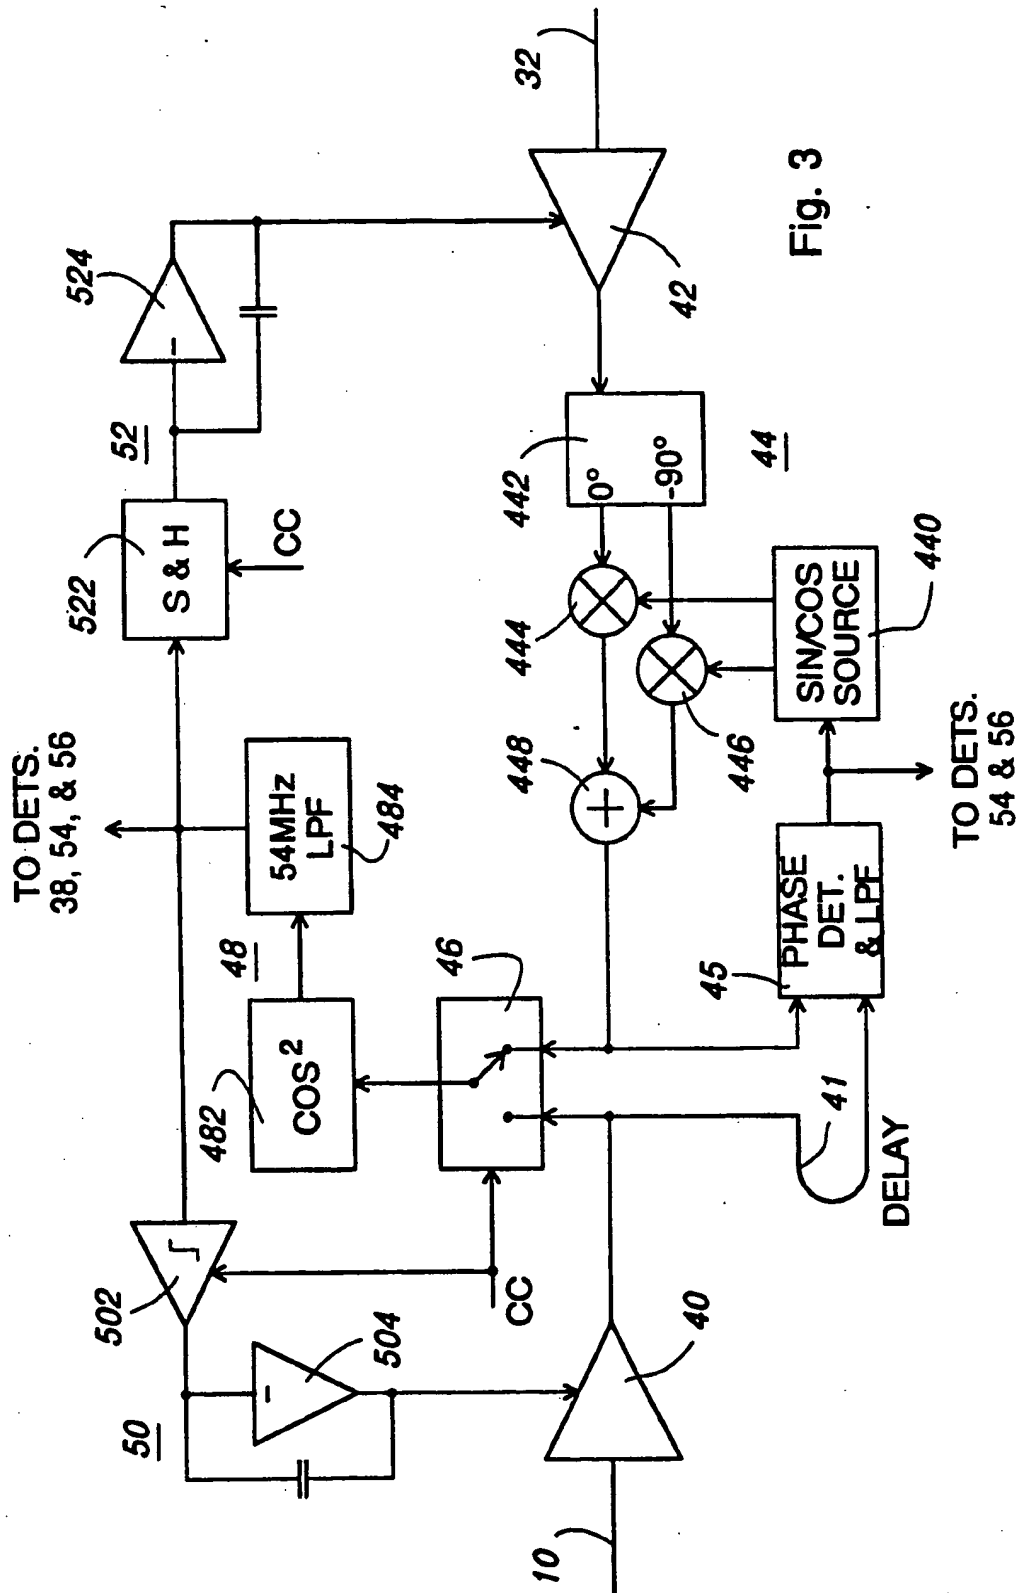 TO DETS.
38, 54, & 56
50
502
504
CC
10
40
482
COS²
48
54MHz
LPF
484
46
522
S & H
CC
52
524
DELAY
41
45
PHASE
DET.
& LPF
448
444
446
442
0°
-90°
44
SIN/COS
SOURCE
440
TO DETS.
54 & 56
42
32
Fig. 3